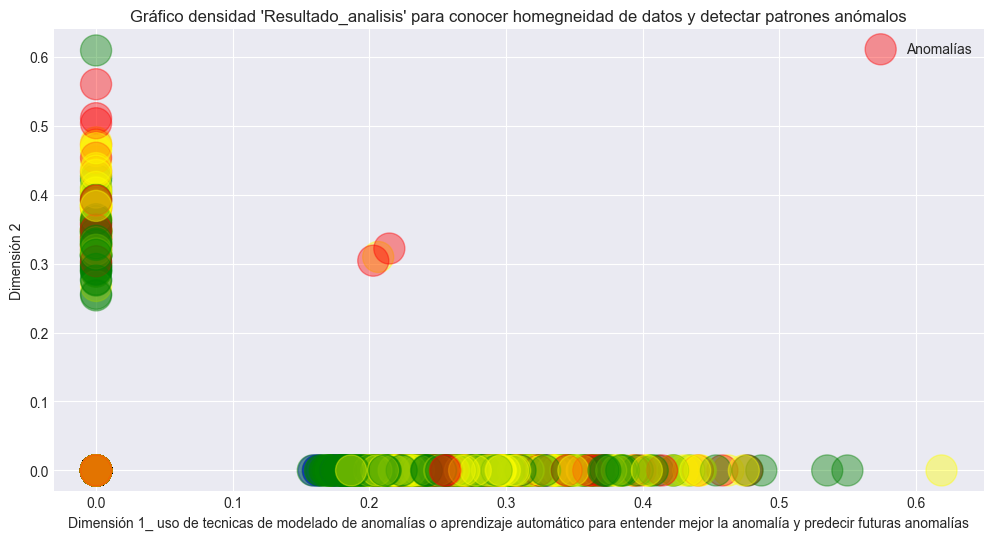 Gráfico densidad 'Resultado_analisis' para conocer homegneidad de datos y detectar patrones anómalos
Anomalías
0.6
0.5
0.4
0.3
0.2
0.1
0.0
Dimensión 2
0.0 0.1 0.2 0.3 0.4 0.5 0.6
Dimensión 1_ uso de tecnicas de modelado de anomalías o aprendizaje automático para entender mejor la anomalía y predecir futuras anomalías